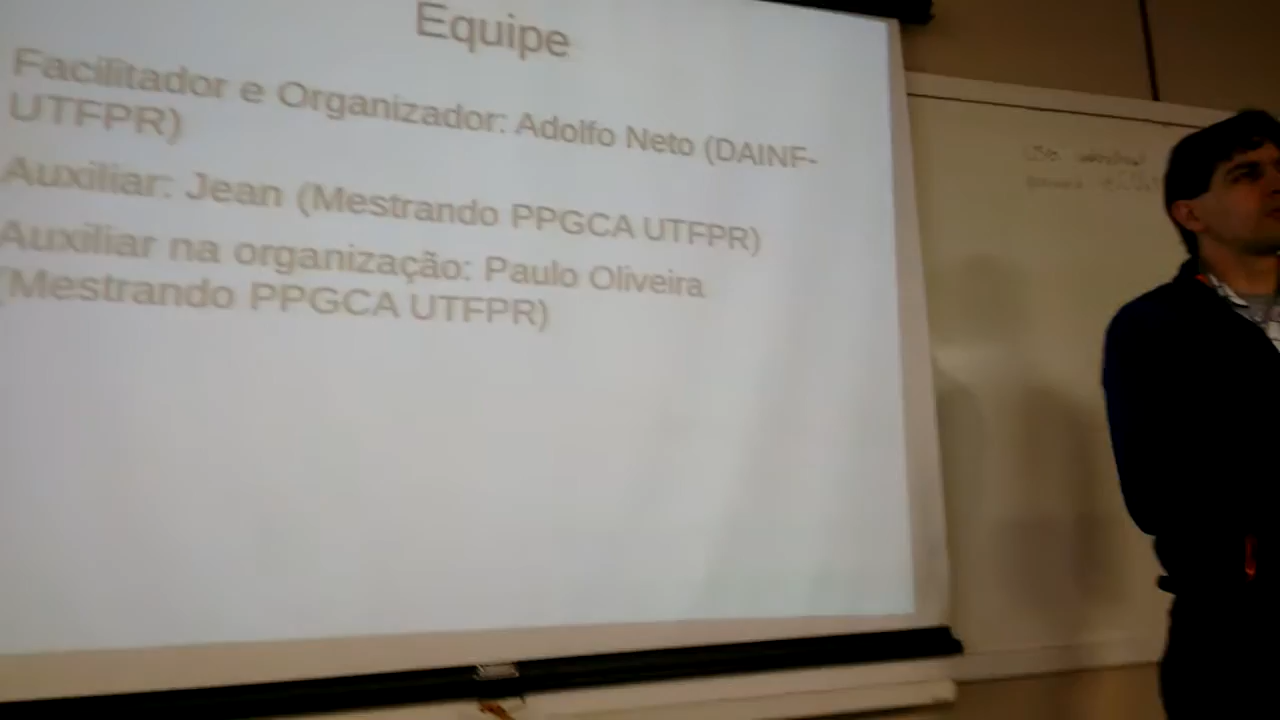 Equipe
Facilitador e Organizador: Adolfo Neto (DAINF-
UTFPR)
Auxiliar: Jean (Mestrando PPGCA UTFPR)
Auxiliar na organização: Paulo Oliveira
(Mestrando PPGCA UTFPR)